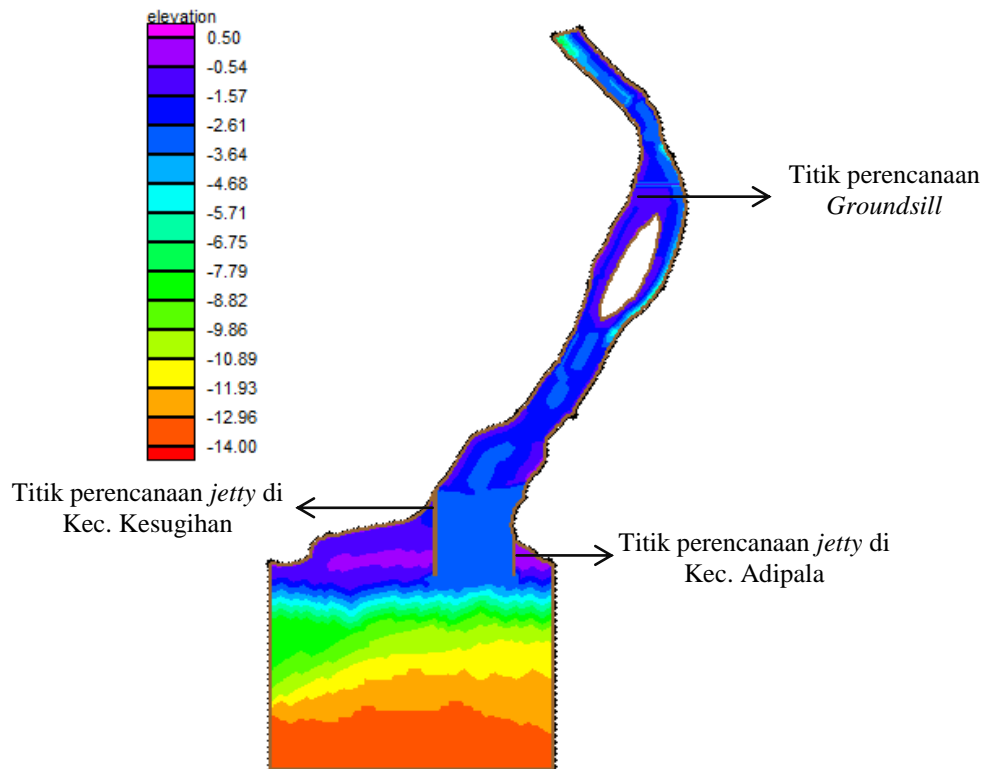 elevation
0.50
-0.54
-1.57
-2.61
-3.64
-4.68
-5.71
-6.75
-7.79
-8.82
-9.86
-10.89
-11.93
-12.96
-14.00
Titik perencanaan
Groundsill
Titik perencanaan jetty di
Kec. Kesugihan
Titik perencanaan jetty di
Kec. Adipala